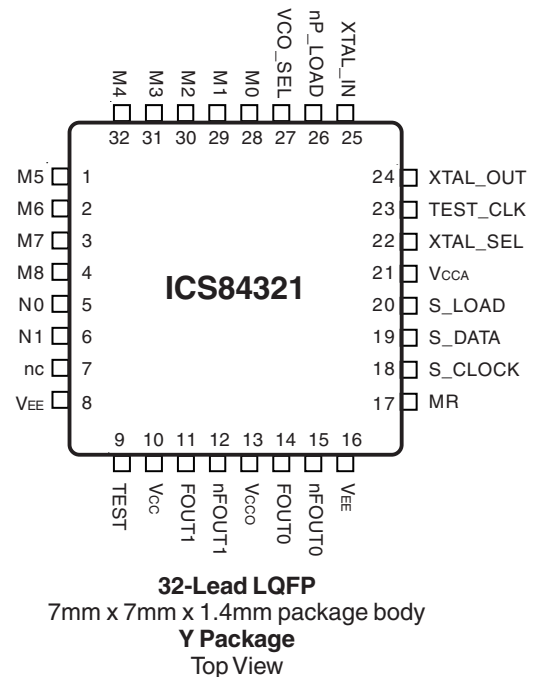 M4 M3 M2 M1 M0 VCO_SEL nP_LOAD XTAL_IN
32 31 30 29 28 27 26 25
M5 1
M6 2
M7 3
M8 4
N0 5
N1 6
nc 7
VEE 8
ICS84321
24 XTAL_OUT
23 TEST_CLK
22 XTAL_SEL
21 VCCA
20 S_LOAD
19 S_DATA
18 S_CLOCK
17 MR
9 10 11 12 13 14 15 16
TEST VCC FOUT1 nFOUT1 VCCO FOUT0 nFOUT0 VEE
32-Lead LQFP
7mm x 7mm x 1.4mm package body
Y Package
Top View